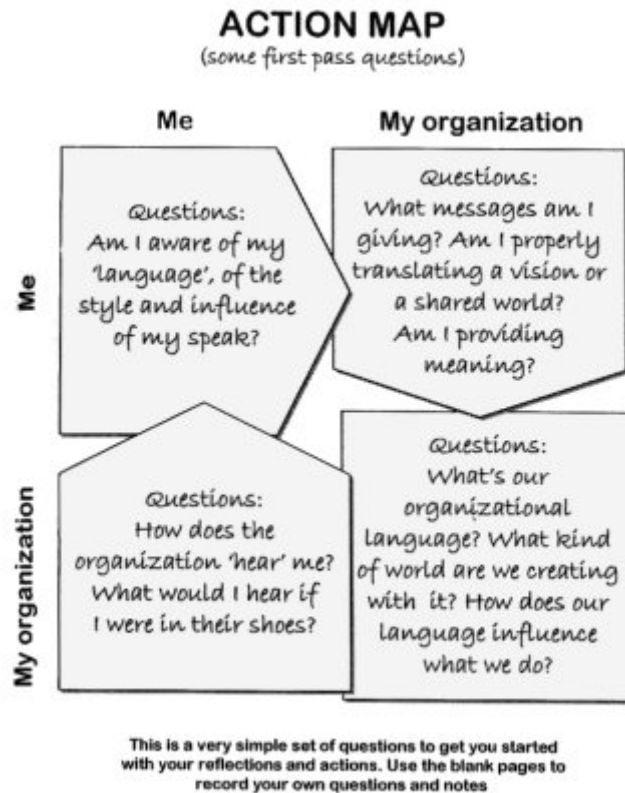 ACTION MAP
(some first pass questions)
Me
My organization
Me
Questions:
Am I aware of my
'language', of the
style and influence
of my speak?
Questions:
What messages am I
giving? Am I properly
translating a vision or
a shared world?
Am I providing
meaning?
My organization
Questions:
How does the
organization 'hear' me?
What would I hear if
I were in their shoes?
Questions:
What's our
organizational
language? What kind
of world are we creating
with it? How does our
language influence
what we do?
This is a very simple set of questions to get you started
with your reflections and actions. Use the blank pages to
record your own questions and notes